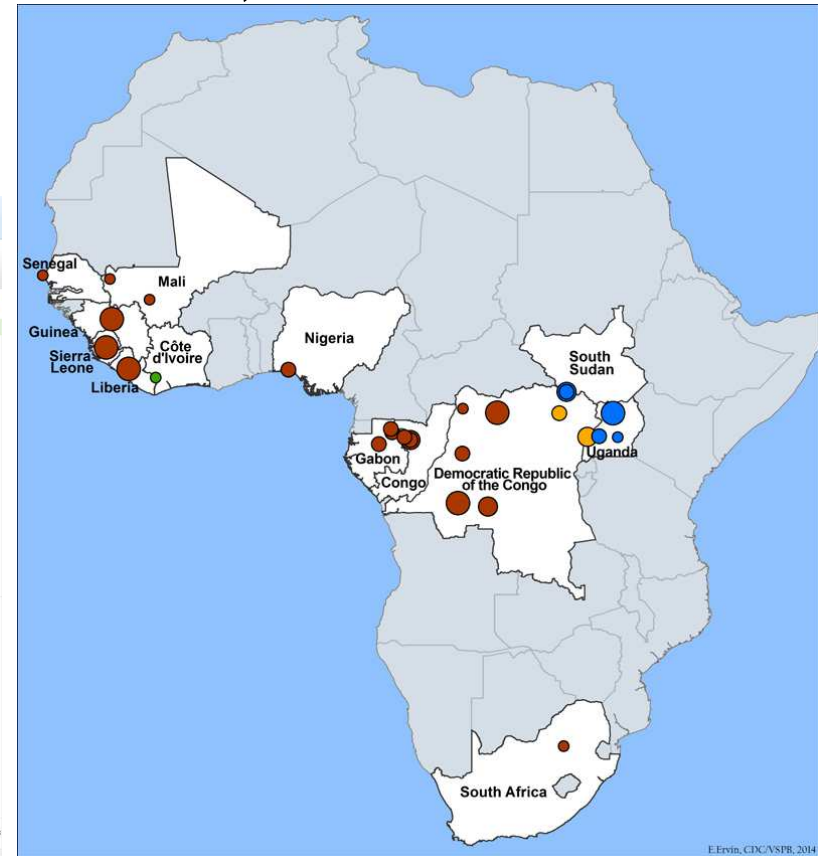 Senegal
Mali
Guinea
Sierra
Leone
Côte
d'Ivoire
Liberia
Nigeria
South
Sudan
Uganda
Gabon
Congo
Democratic Republic
of the Congo
South Africa
E.Ervin, CDC/VSPB, 2014